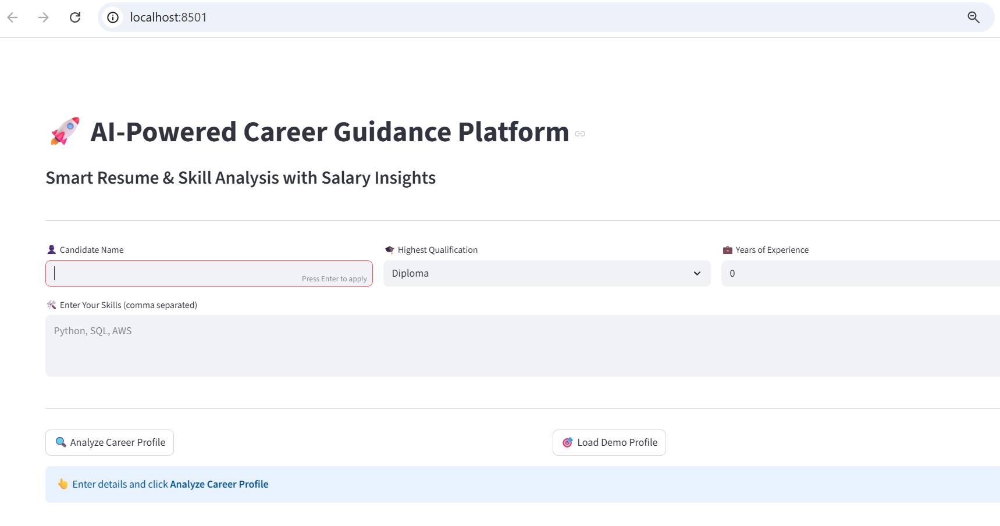 localhost:8501
🚀 AI-Powered Career Guidance Platform
Smart Resume & Skill Analysis with Salary Insights
👤 Candidate Name
🎓 Highest Qualification
💼 Years of Experience
Press Enter to apply
Diploma
0
🛠️ Enter Your Skills (comma separated)
Python, SQL, AWS
🔍 Analyze Career Profile
🎯 Load Demo Profile
👆 Enter details and click Analyze Career Profile